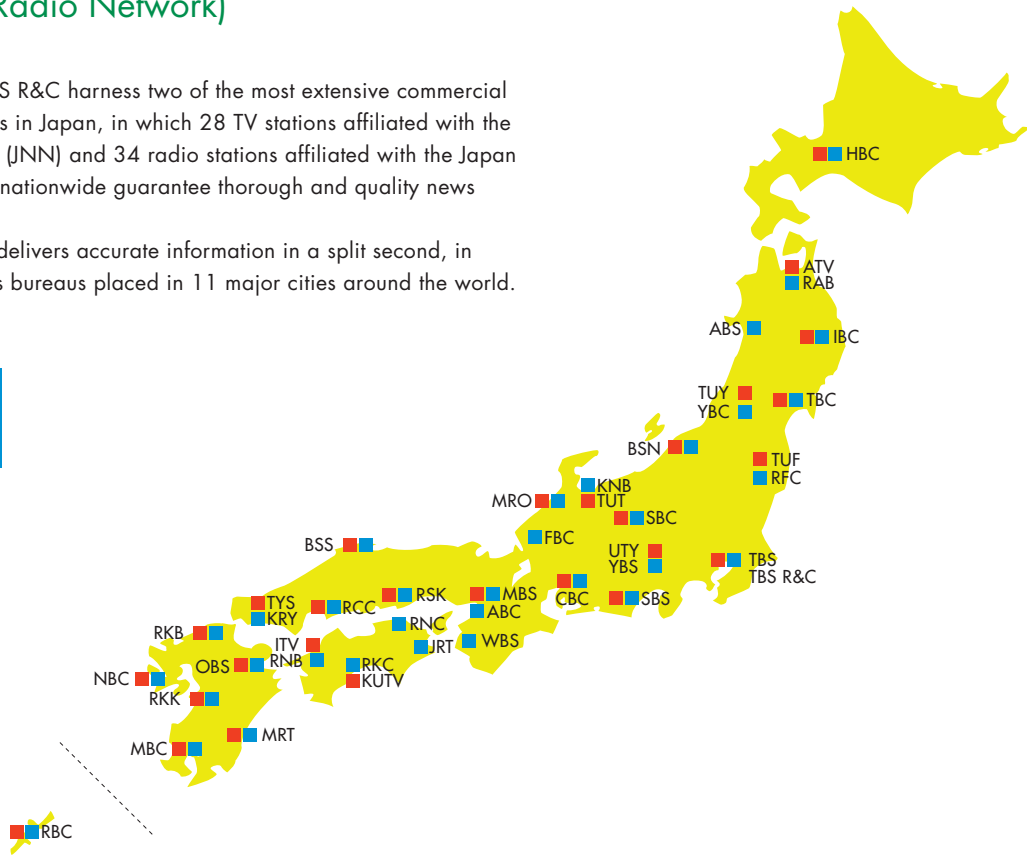 Radio Network)
S R&C harness two of the most extensive commercial
s in Japan, in which 28 TV stations affiliated with the
(JNN) and 34 radio stations affiliated with the Japan
nationwide guarantee thorough and quality news
delivers accurate information in a split second, in
s bureaus placed in 11 major cities around the world.
HBC
ATV
RAB
ABS
IBC
TUY
YBC
TBC
BSN
TUF
RFC
KNB
MRO
TUT
SBC
FBC
BSS
UTY
YBS
TBS
TBS R&C
CBC
SBS
RSK
MBS
ABC
TYS
KRY
RCC
RNC
WBS
JRT
RKB
ITV
RNB
OBS
RKC
KUTV
NBC
RKK
MRT
MBC
RBC